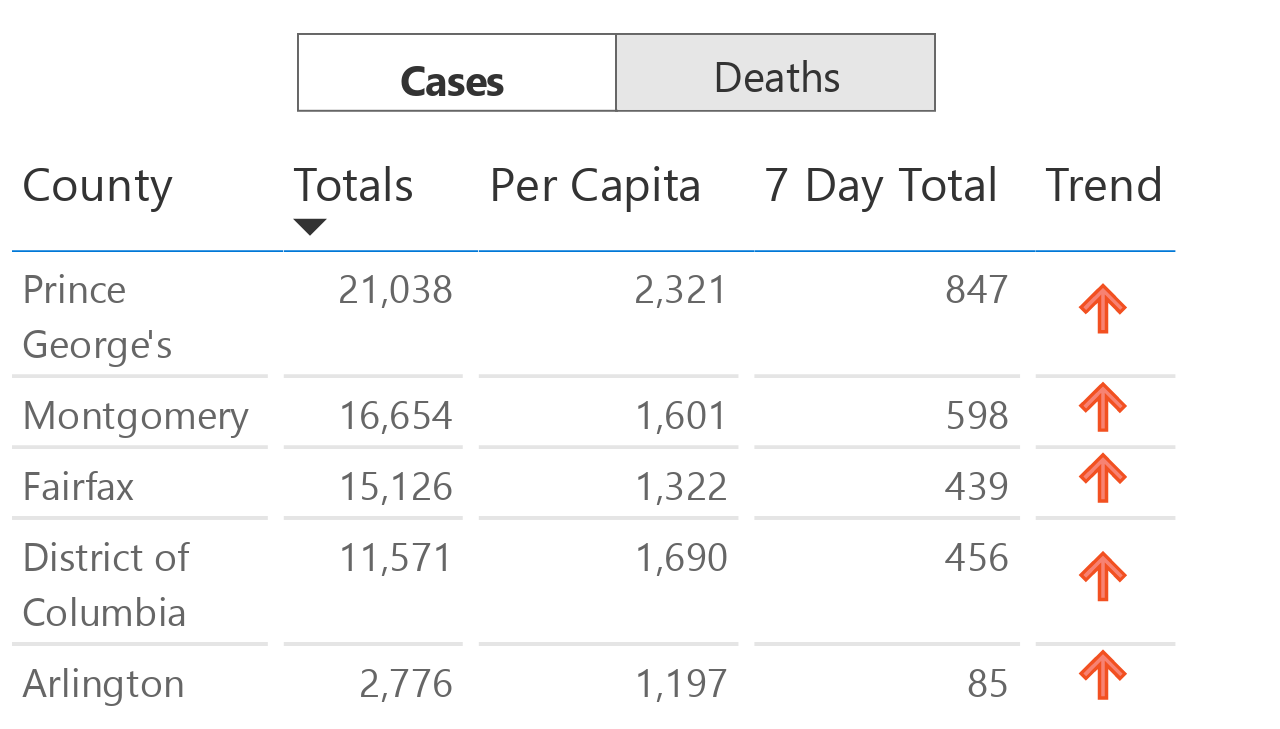 Cases Deaths
County Totals Per Capita 7 Day Total Trend
Prince 21,038 2,321 847
George's
Montgomery 16,654 1,601 598
Fairfax 15,126 1,322 439
District of 11,571 1,690 456
Columbia
Arlington 2,776 1,197 85